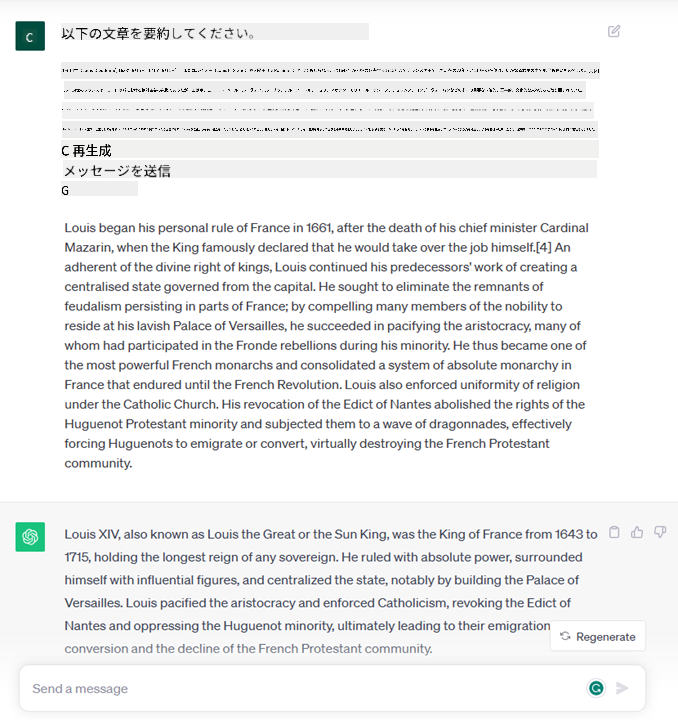 C
以下の文章を要約してください。
C 再生成
メッセージを送信
G
Louis began his personal rule of France in 1661, after the death of his chief minister Cardinal
Mazarin, when the King famously declared that he would take over the job himself.[4] An
adherent of the divine right of kings, Louis continued his predecessors' work of creating a
centralised state governed from the capital. He sought to eliminate the remnants of
feudalism persisting in parts of France; by compelling many members of the nobility to
reside at his lavish Palace of Versailles, he succeeded in pacifying the aristocracy, many of
whom had participated in the Fronde rebellions during his minority. He thus became one of
the most powerful French monarchs and consolidated a system of absolute monarchy in
France that endured until the French Revolution. Louis also enforced uniformity of religion
under the Catholic Church. His revocation of the Edict of Nantes abolished the rights of the
Huguenot Protestant minority and subjected them to a wave of dragonnades, effectively
forcing Huguenots to emigrate or convert, virtually destroying the French Protestant
community.
Louis XIV, also known as Louis the Great or the Sun King, was the King of France from 1643 to
1715, holding the longest reign of any sovereign. He ruled with absolute power, surrounded
himself with influential figures, and centralized the state, notably by building the Palace of
Versailles. Louis pacified the aristocracy and enforced Catholicism, revoking the Edict of
Nantes and oppressing the Huguenot minority, ultimately leading to their emigration
Regenerate
conversion and the decline of the French Protestant community.
Send a message